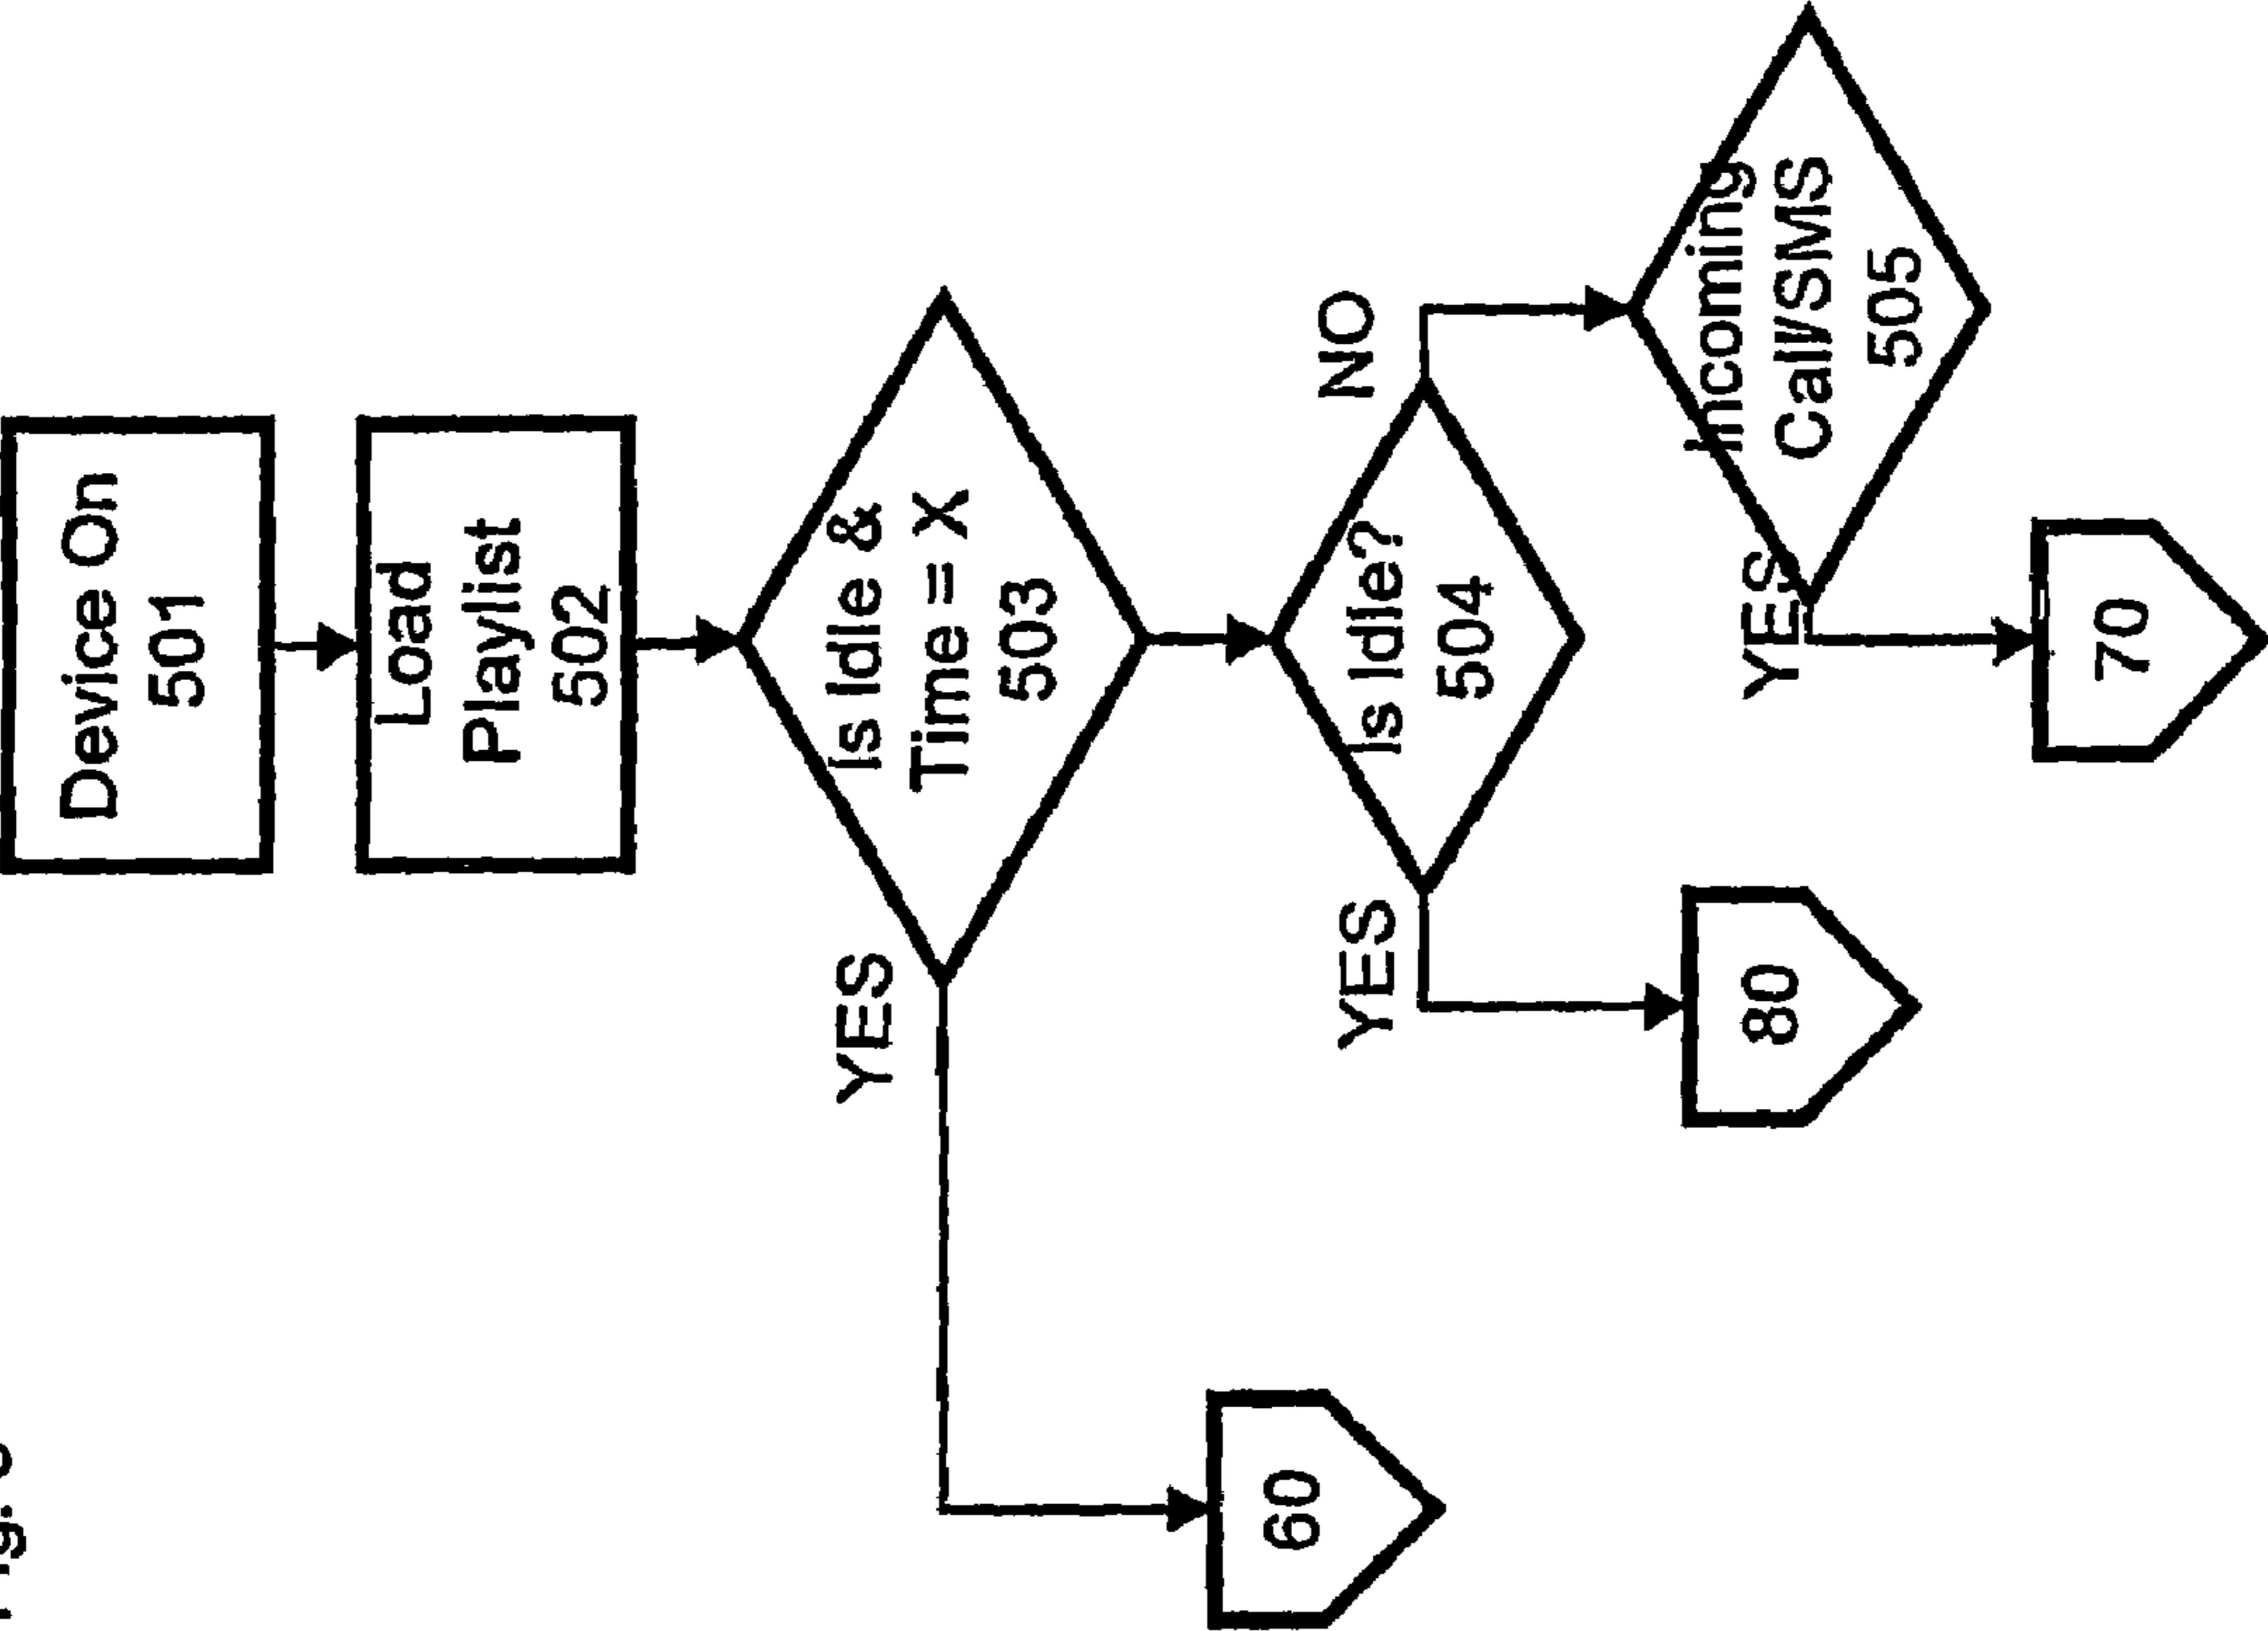 Device On
501
Load
Playlist
502
Is Idle &
Time = X
503
YES
60
Is Idle?
504
YES
NO
80
Incoming
Call/SMS
505
YES
70